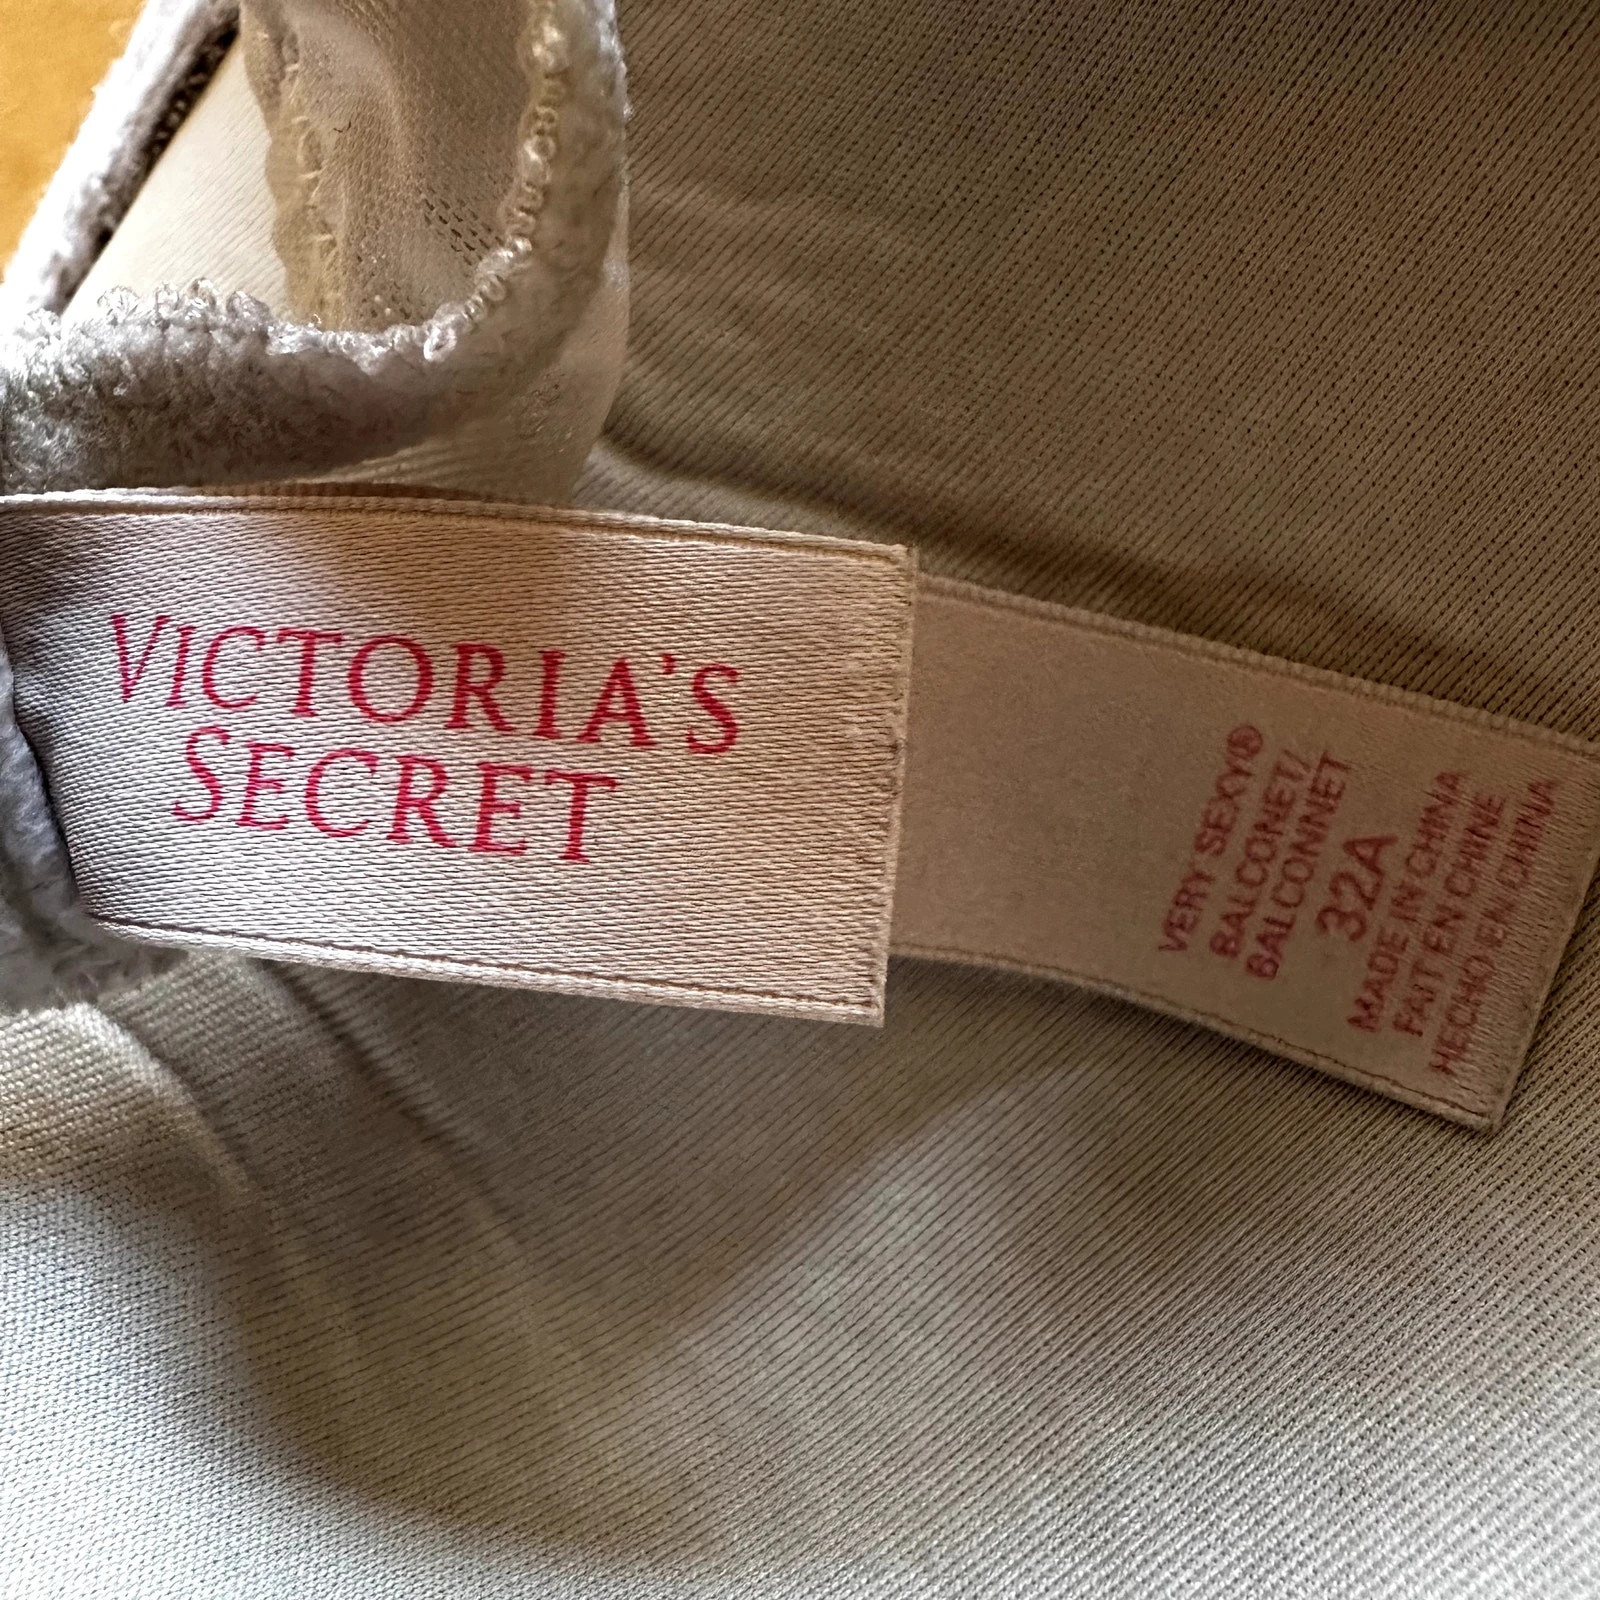 VICTORIA'S
SECRET
VERY SEXY®
BALCONET/
BALCONNET
32A
MADE IN CHINA
FAIT EN CHINE
HECHO EN CHINA